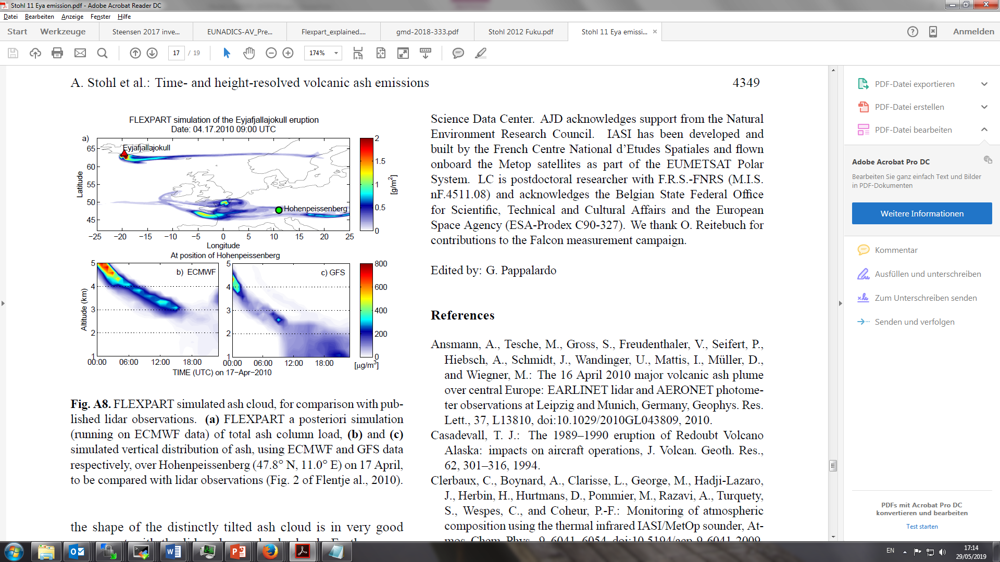 Stohl 11 Eya emission.pdf - Adobe Acrobat Reader DC
Datei Bearbeiten Anzeige Fenster Hilfe
Start Werkzeuge Steensen 2017 inve... EUNADICS-AV_Pre... Flexpart_explained.... gmd-2018-333.pdf Stohl 2012 Fuku.pdf Stohl 11 Eya emissi... × Anmelden
17 / 19 174%
A. Stohl et al.: Time- and height-resolved volcanic ash emissions 4349
FLEXPART simulation of the Eyjafjallajokull eruption
Date: 04.17.2010 09:00 UTC
a)
Eyjafjallajokull
Hohenpeissenberg
65
60
55
50
45
Latitude
−25 −20 −15 −10 −5 0 5 10 15 20 25
Longitude
2
1.5
1
0.5
0
[g/m2]
At position of Hohenpeissenberg
b) ECMWF
5
4
3
2
1
Altitude (km)
00:00 06:00 12:00 18:00
c) GFS
5
4
3
2
1
00:00 06:00 12:00 18:00
TIME (UTC) on 17−Apr−2010
800
600
400
200
0
[µg/m3]
Fig. A8. FLEXPART simulated ash cloud, for comparison with pub-
lished lidar observations. (a) FLEXPART a posteriori simulation
(running on ECMWF data) of total ash column load, (b) and (c)
simulated vertical distribution of ash, using ECMWF and GFS data
respectively, over Hohenpeissenberg (47.8° N, 11.0° E) on 17 April,
to be compared with lidar observations (Fig. 2 of Flentje al., 2010).
the shape of the distinctly tilted ash cloud is in very good
Science Data Center. AJD acknowledges support from the Natural
Environment Research Council. IASI has been developed and
built by the French Centre National d'Etudes Spatiales and flown
onboard the Metop satellites as part of the EUMETSAT Polar
System. LC is postdoctoral researcher with F.R.S.-FNRS (M.I.S.
nF.4511.08) and acknowledges the Belgian State Federal Office
for Scientific, Technical and Cultural Affairs and the European
Space Agency (ESA-Prodex C90-327). We thank O. Reitebuch for
contributions to the Falcon measurement campaign.
Edited by: G. Pappalardo
References
Ansmann, A., Tesche, M., Gross, S., Freudenthaler, V., Seifert, P.,
Hiebsch, A., Schmidt, J., Wandinger, U., Mattis, I., Müller, D.,
and Wiegner, M.: The 16 April 2010 major volcanic ash plume
over central Europe: EARLINET lidar and AERONET photome-
ter observations at Leipzig and Munich, Germany, Geophys. Res.
Lett., 37, L13810, doi:10.1029/2010GL043809, 2010.
Casadevall, T. J.: The 1989–1990 eruption of Redoubt Volcano
Alaska: impacts on aircraft operations, J. Volcan. Geoth. Res.,
62, 301–316, 1994.
Clerbaux, C., Boynard, A., Clarisse, L., George, M., Hadji-Lazaro,
J., Herbin, H., Hurtmans, D., Pommier, M., Razavi, A., Turquety,
S., Wespes, C., and Coheur, P.-F.: Monitoring of atmospheric
composition using the thermal infrared IASI/MetOp sounder, At-
mos. Chem. Phys., 9, 6041–6054, doi:10.5194/acp-9-6041-2009,
PDF-Datei exportieren
PDF-Datei erstellen
PDF-Datei bearbeiten
Adobe Acrobat Pro DC
Bearbeiten Sie ganz einfach Text und Bilder
in PDF-Dokumenten
Weitere Informationen
Kommentar
Ausfüllen und unterschreiben
Zum Unterschreiben senden
Senden und verfolgen
PDFs mit Acrobat Pro DC
konvertieren und bearbeiten
Test starten
EN 17:14
29/05/2019